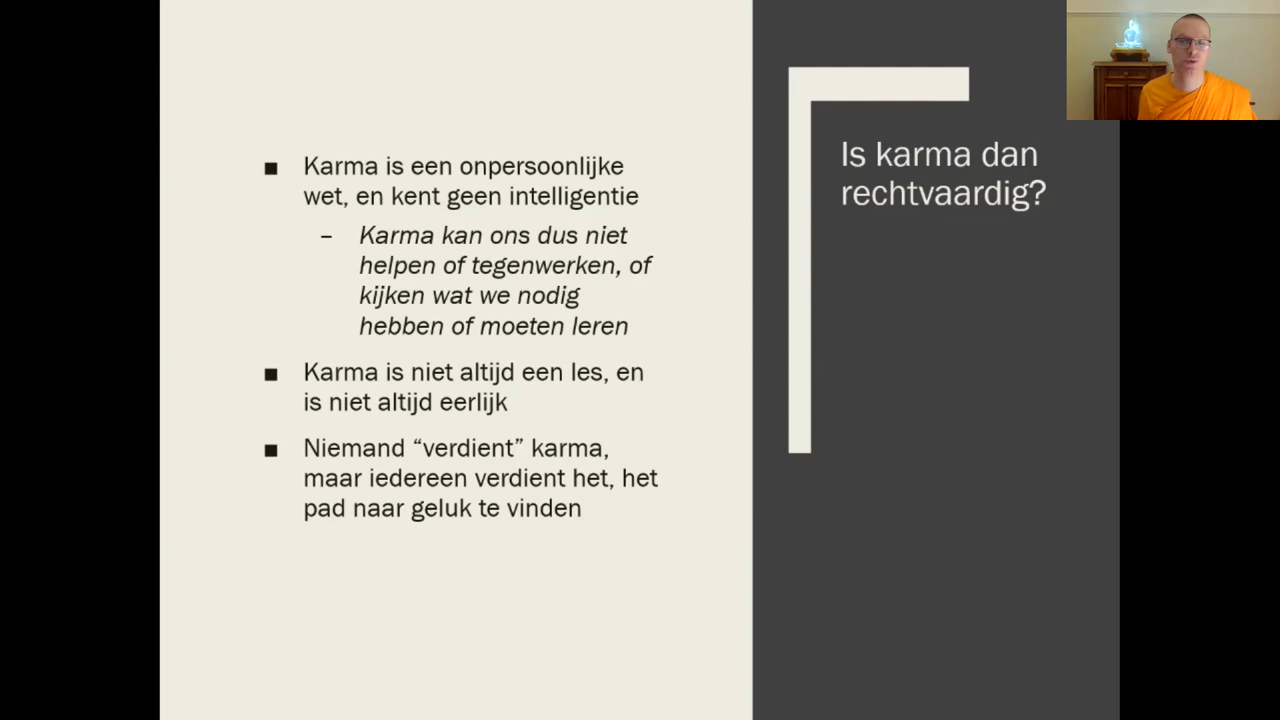 Is karma dan
rechtvaardig?
■ Karma is een onpersoonlijke
wet, en kent geen intelligentie
– Karma kan ons dus niet
helpen of tegenwerken, of
kijken wat we nodig
hebben of moeten leren
■ Karma is niet altijd een les, en
is niet altijd eerlijk
■ Niemand “verdient” karma,
maar iedereen verdient het, het
pad naar geluk te vinden